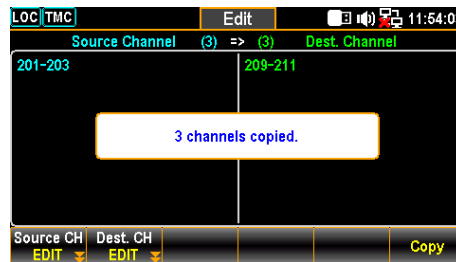 LOC TMC Edit 11:54:0
Source Channel (3) => (3) Dest. Channel
201-203 209-211
3 channels copied.
Source CH Dest. CH
EDIT EDIT Copy